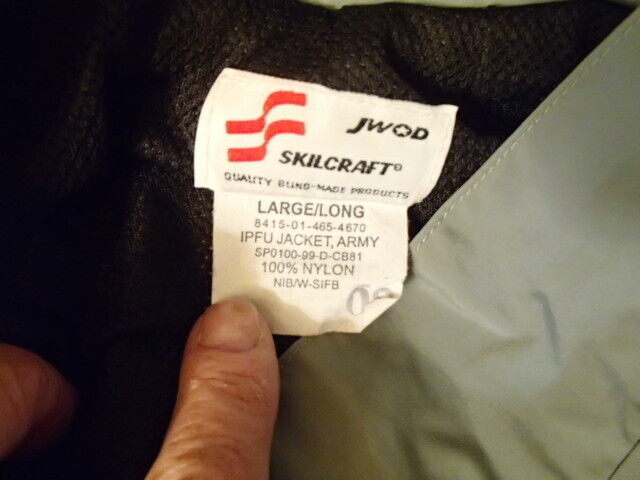 JWOD
SKILCRAFT®
QUALITY BLIND-MADE PRODUCTS
LARGE/LONG
8415-01-465-4670
IPFU JACKET, ARMY
SP0100-99-D-CB81
100% NYLON
NIB/W-SIFB